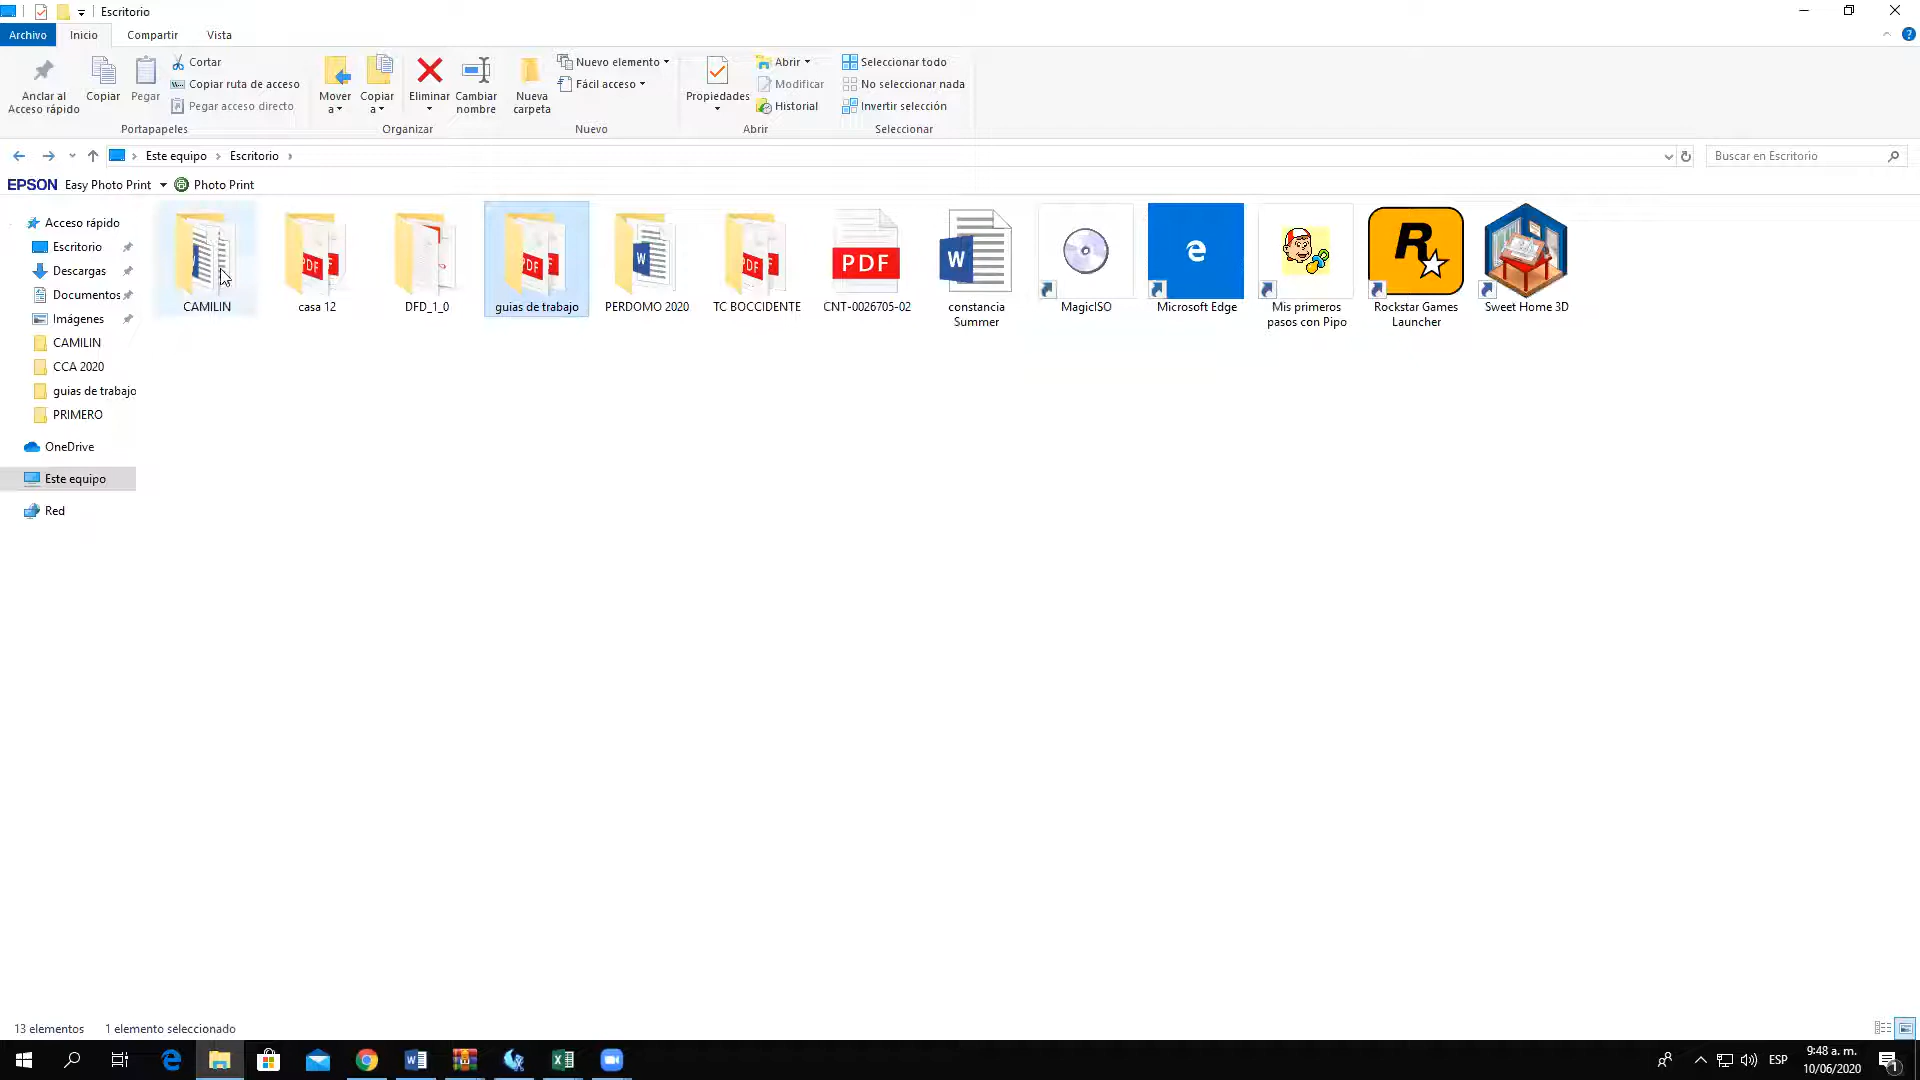 Escritorio
Archivo Inicio Compartir Vista
Anclar al Acceso rápido
Copiar
Pegar
Cortar
Copiar ruta de acceso
Pegar acceso directo
Portapapeles
Mover a
Copiar a
Eliminar
Cambiar nombre
Organizar
Nueva carpeta
Nuevo elemento
Fácil acceso
Nuevo
Propiedades
Abrir
Modificar
Historial
Abrir
Seleccionar todo
No seleccionar nada
Invertir selección
Seleccionar
Este equipo Escritorio
Buscar en Escritorio
EPSON Easy Photo Print Photo Print
Acceso rápido
Escritorio
Descargas
Documentos
Imágenes
CAMILIN
CCA 2020
guias de trabajo
PRIMERO
OneDrive
Este equipo
Red
CAMILIN
casa 12
DFD_1_0
guias de trabajo
PERDOMO 2020
TC BOCCIDENTE
PDF
CNT-0026705-02
constancia
Summer
MagicISO
Microsoft Edge
Mis primeros
pasos con Pipo
Rockstar Games
Launcher
Sweet Home 3D
13 elementos 1 elemento seleccionado
ESP
9:48 a. m.
10/06/2020